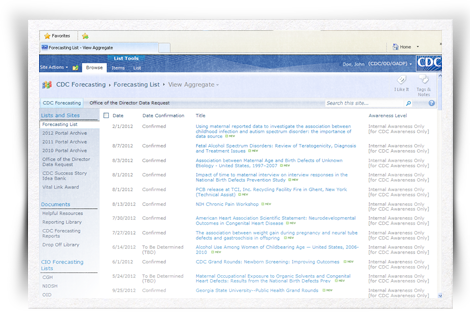 Favorites
Forecasting List - View Aggregate
Home
List Tools
Site Actions
Browse
Items
List
Doe, John (CDC/OD/OADP)
CDC
CDC Forecasting
Forecasting List
View Aggregate
I Like It
Tags & Notes
CDC Forecasting
Office of the Director Data Request
Search this site...
Lists and Sites
Forecasting List
2012 Portal Archive
2011 Portal Archive
2010 Portal Archive
Office of the Director
Data Request
CDC Success Story
Vital Link Award
Documents
Helpful Resources
Reporting Library
CDC Forecasting
Reports
Drop Off Library
CIO Forecasting
Lists
CGH
NIOSH
Date
Date Confirmation
Title
Awareness Level
2/1/2012
Confirmed
Using maternal reported sites to investigate the association between
childhood infection and autism spectrum disorder: the importance of
data source
Internal Awareness Only
[for CDC Awareness Only]
8/7/2012
Confirmed
Fetal Alcohol Spectrum Disorders: Review of Teratogenicity, Diagnosis
and Treatment Issues
Internal Awareness Only
[for CDC Awareness Only]
8/3/2012
Confirmed
Association between Maternal Age and Birth Defects of Unknown
Etiology - United States, 1997-2007
Internal Awareness Only
[for CDC Awareness Only]
8/1/2012
Confirmed
Impact of time to maternal interview on interview responses in the
National Birth Defects Prevention Study
Internal Awareness Only
[for CDC Awareness Only]
8/1/2012
Confirmed
PCB release at TCI, Inc. Recycling Facility Fire in Ghent, New York
(Technical Assist)
Internal Awareness Only
[for CDC Awareness Only]
8/13/2012
Confirmed
NIH Chronic Pain Workshop
Internal Awareness Only
[for CDC Awareness Only]
7/30/2012
Confirmed
American Heart Association Scientific Statement: Neurodevelopmental
Outcomes in Congenital Heart Disease
Internal Awareness Only
[for CDC Awareness Only]
7/27/2012
Confirmed
The association between weight gain during pregnancy and neural tube
defects and gastroschisis in offspring
Internal Awareness Only
[for CDC Awareness Only]
6/14/2012
To Be Determined
(TBD)
Alcohol Use Among Women of Childbearing Age - United States, 2006-
2010
Internal Awareness Only
[for CDC Awareness Only]
6/1/2012
Confirmed
CDC Grand Rounds: Newborn Screening: Improving Outcomes
Internal Awareness Only
[for CDC Awareness Only]
5/24/2012
To Be Determined
(TBD)
Maternal Occupational Exposure to Organic Solvents and Congenital
Heart Defects: Results from the National Birth Defects Prev
Internal Awareness Only
[for CDC Awareness Only]
Confirmed
Georgia State University--Public Health Grand Rounds
Internal Awareness Only
[for CDC Awareness Only]